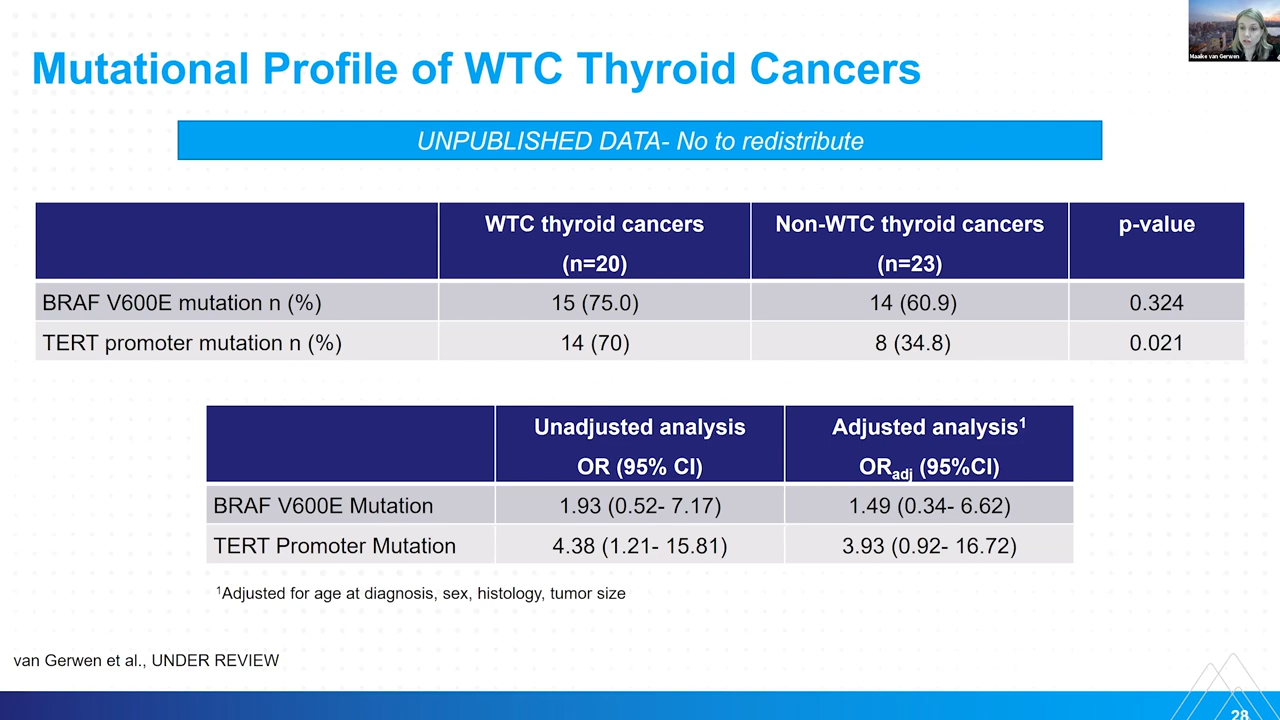 Maaike van Gerwen
Mutational Profile of WTC Thyroid Cancers
UNPUBLISHED DATA- No to redistribute
WTC thyroid cancers (n=20) Non-WTC thyroid cancers (n=23) p-value
BRAF V600E mutation n (%) 15 (75.0) 14 (60.9) 0.324
TERT promoter mutation n (%) 14 (70) 8 (34.8) 0.021
Unadjusted analysis OR (95% CI) Adjusted analysis¹ ORadj (95%CI)
BRAF V600E Mutation 1.93 (0.52- 7.17) 1.49 (0.34- 6.62)
TERT Promoter Mutation 4.38 (1.21- 15.81) 3.93 (0.92- 16.72)
¹Adjusted for age at diagnosis, sex, histology, tumor size
van Gerwen et al., UNDER REVIEW
28